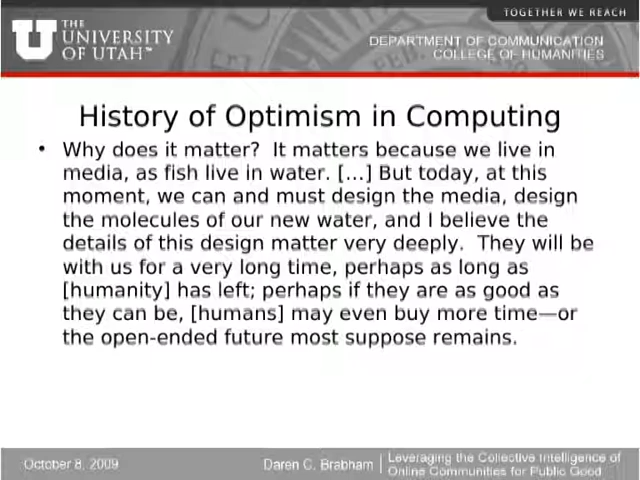 TOGETHER WE REACH
THE
UNIVERSITY
OF UTAH™
DEPARTMENT OF COMMUNICATION
COLLEGE OF HUMANITIES
History of Optimism in Computing
• Why does it matter?  It matters because we live in
media, as fish live in water. […] But today, at this
moment, we can and must design the media, design
the molecules of our new water, and I believe the
details of this design matter very deeply.  They will be
with us for a very long time, perhaps as long as
[humanity] has left; perhaps if they are as good as
they can be, [humans] may even buy more time—or
the open-ended future most suppose remains.
October 8, 2009
Daren C. Brabham
Leveraging the Collective Intelligence of
Online Communities for Public Good